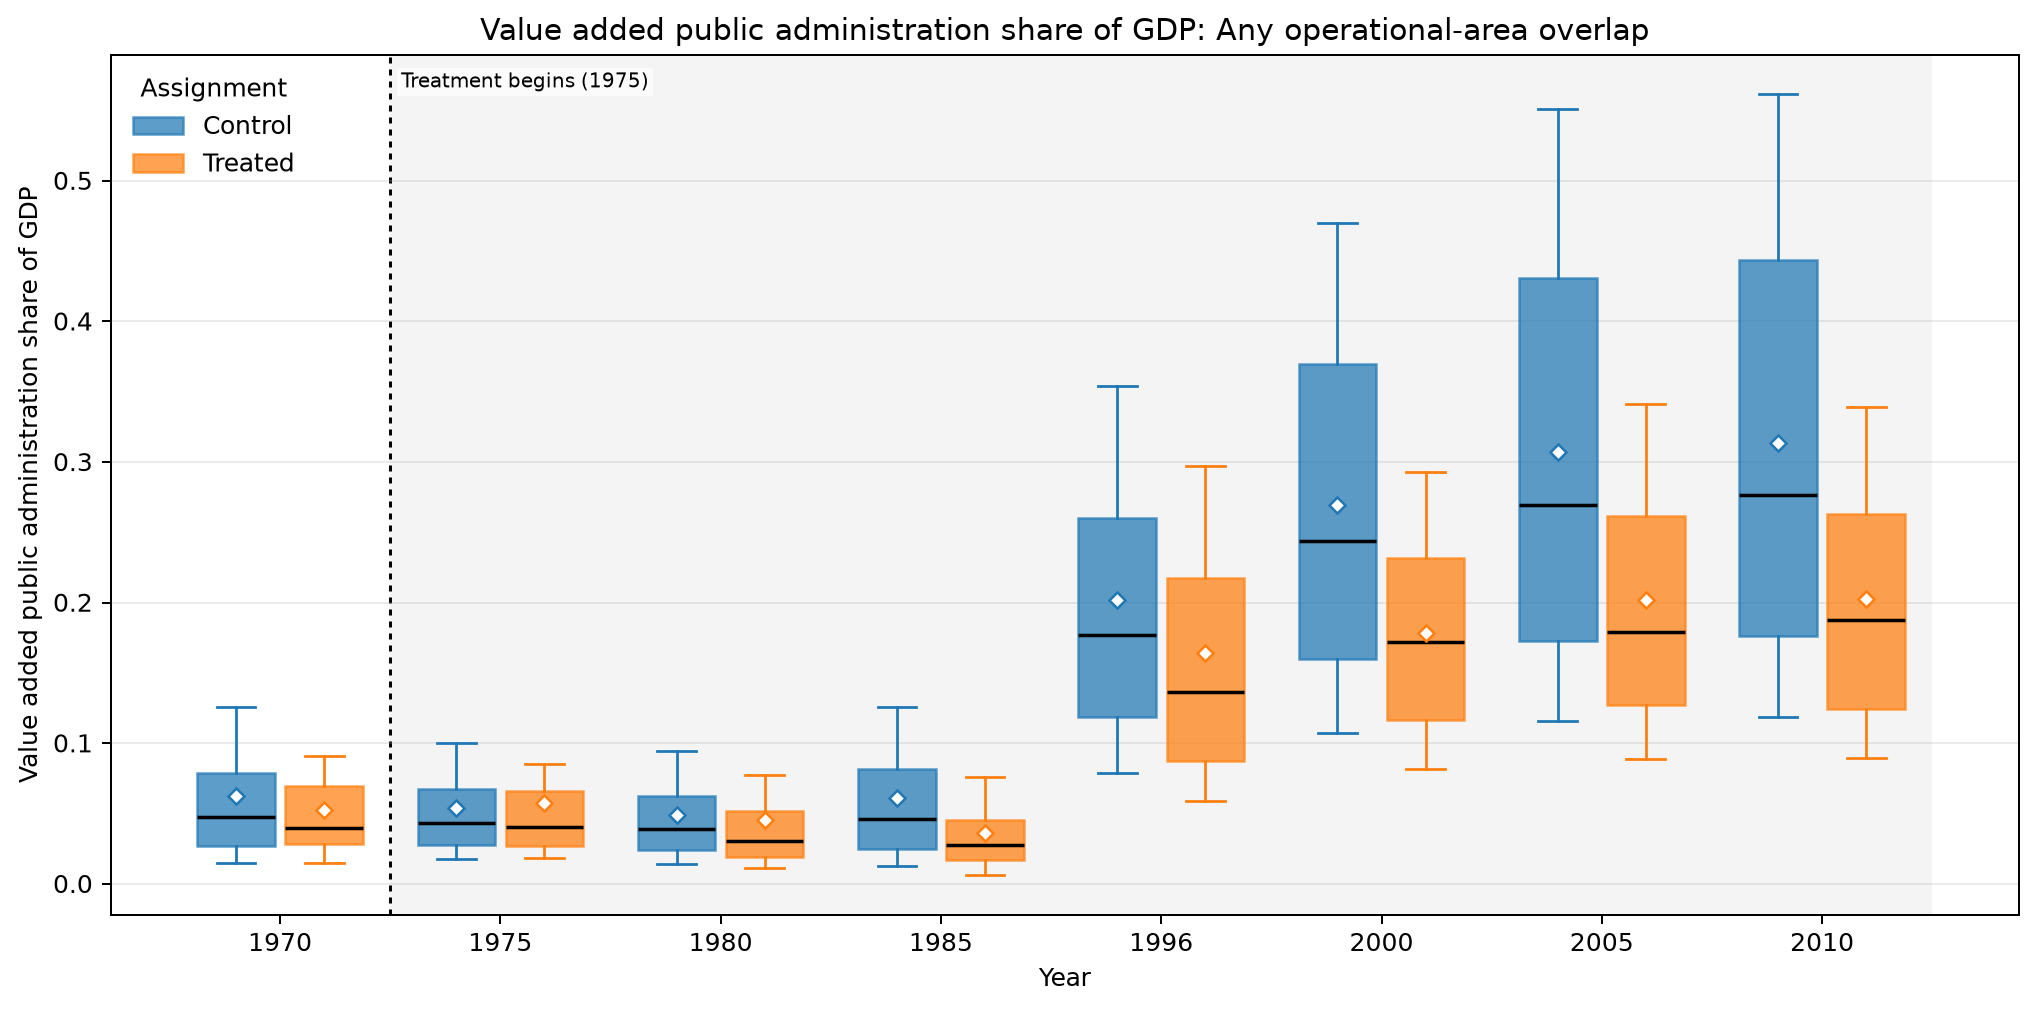 Value added public administration share of GDP: Any operational-area overlap
Assignment
Control
Treated
Treatment begins (1975)
Value added public administration share of GDP
0.5
0.4
0.3
0.2
0.1
0.0
1970 1975 1980 1985 1996 2000 2005 2010
Year